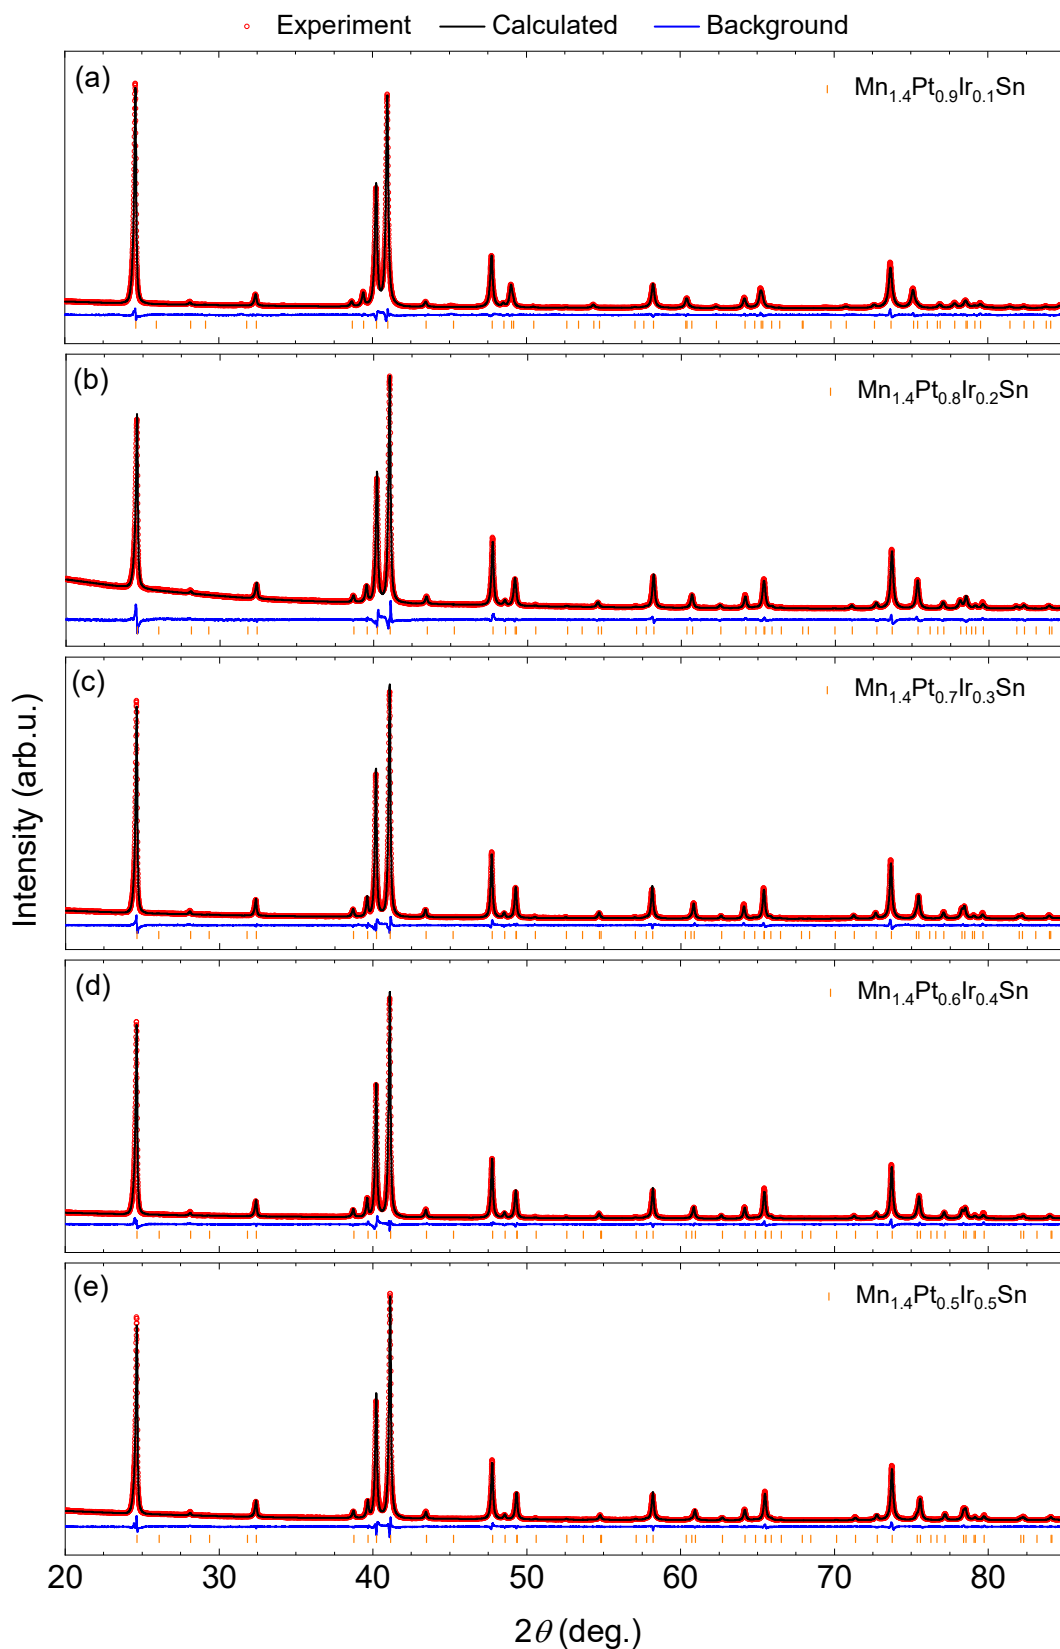 Experiment Calculated Background
(a) Mn1.4Pt0.9Ir0.1Sn
(b) Mn1.4Pt0.8Ir0.2Sn
(c) Mn1.4Pt0.7Ir0.3Sn
(d) Mn1.4Pt0.6Ir0.4Sn
(e) Mn1.4Pt0.5Ir0.5Sn
Intensity (arb.u.)
20 30 40 50 60 70 80
2θ (deg.)